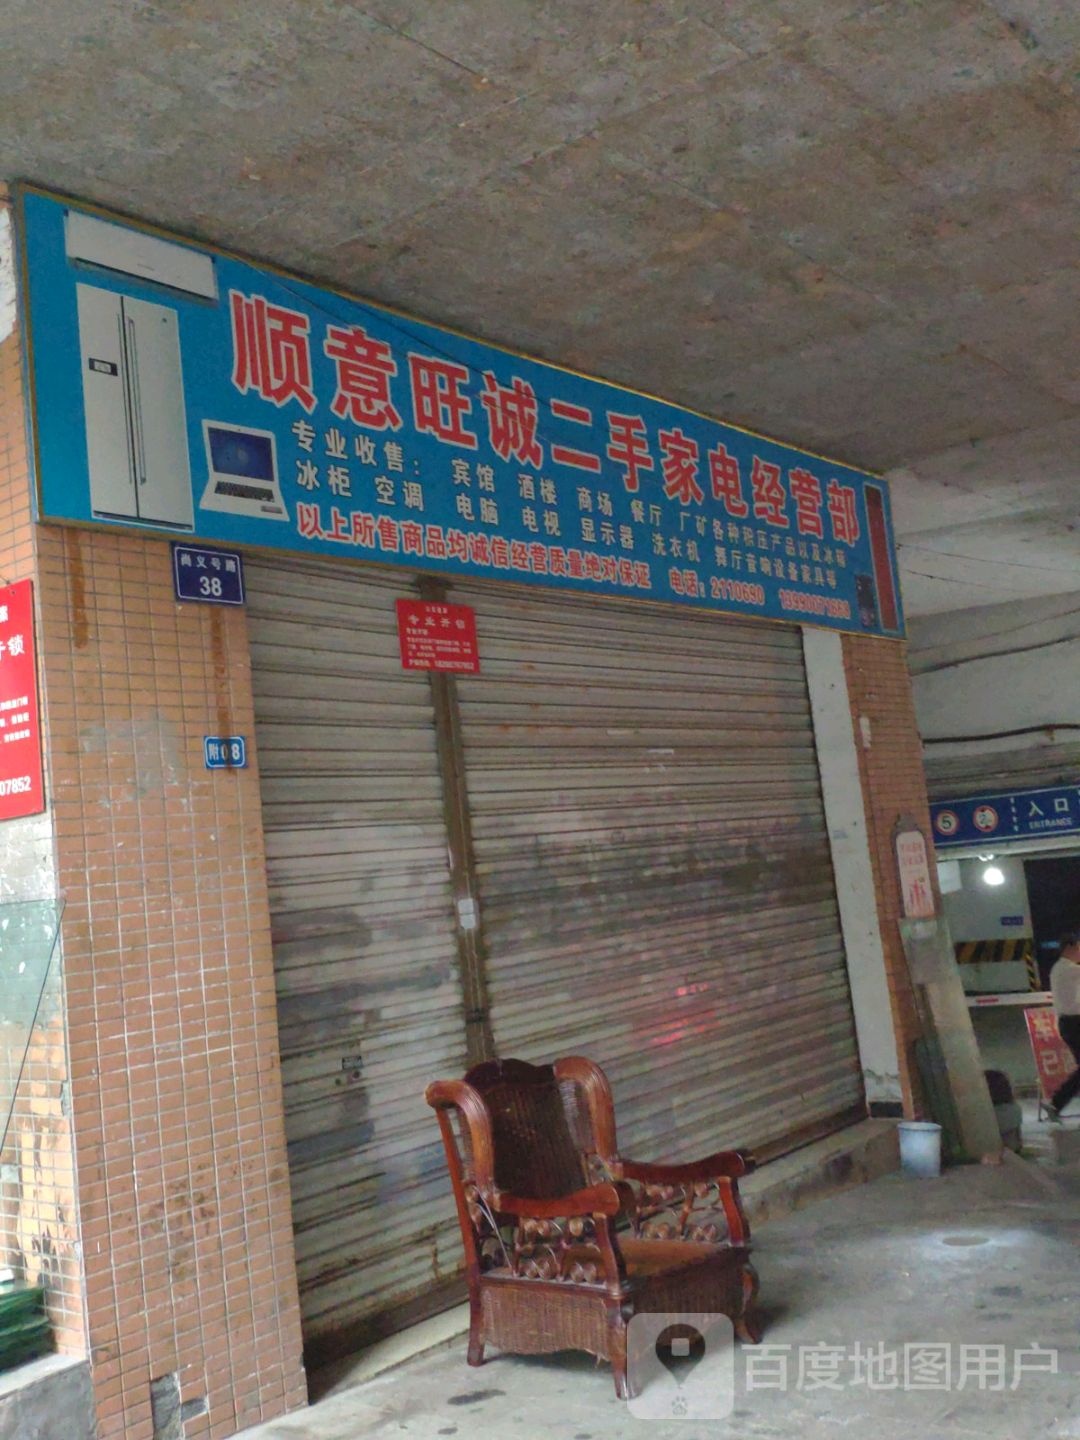 顺意旺诚二手家电经营部
专业收售：宾馆 酒楼 商场 餐厅 厂矿各种积压产品以及冰箱
冰柜 空调 电脑 电视 显示器 洗衣机 舞厅音响设备家具等
以上所售商品均诚信经营质量绝对保证 电话：2110690
尚义号路
38
专业开锁
附 8
开锁
07852
5
入口
ENTRANCE
百度地图用户